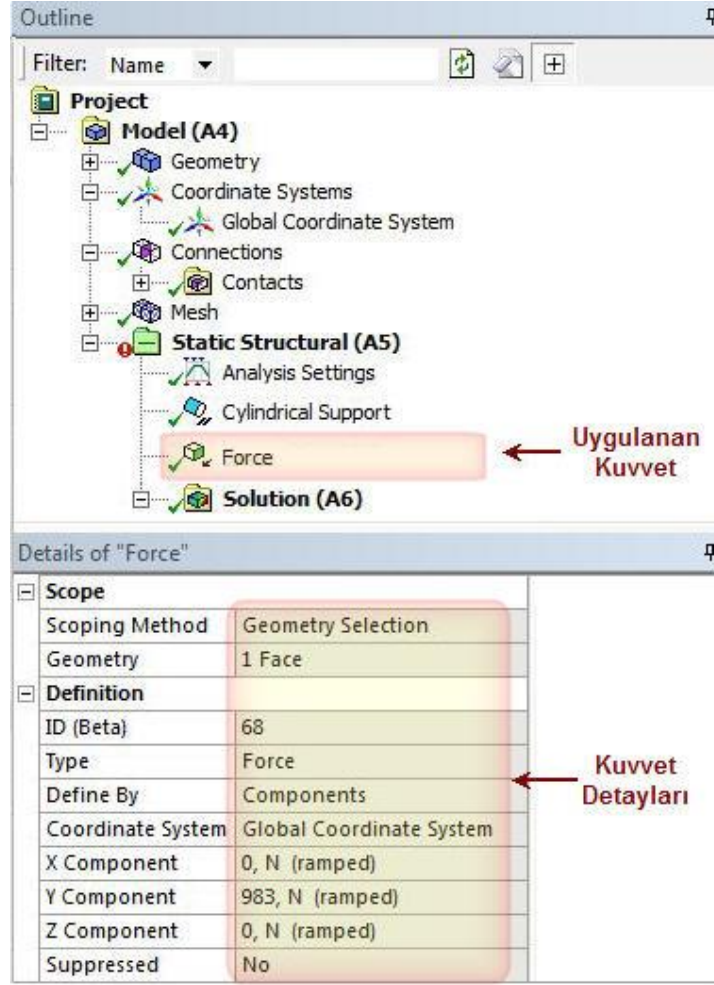 Outline
Filter: Name
Project
Model (A4)
Geometry
Coordinate Systems
Global Coordinate System
Connections
Contacts
Mesh
Static Structural (A5)
Analysis Settings
Cylindrical Support
Force
Uygulanan
Kuvvet
Solution (A6)
Details of "Force"
Scope
Scoping Method Geometry Selection
Geometry 1 Face
Definition
ID (Beta) 68
Type Force
Define By Components
Coordinate System Global Coordinate System
X Component 0, N (ramped)
Y Component 983, N (ramped)
Z Component 0, N (ramped)
Suppressed No
Kuvvet
Detayları